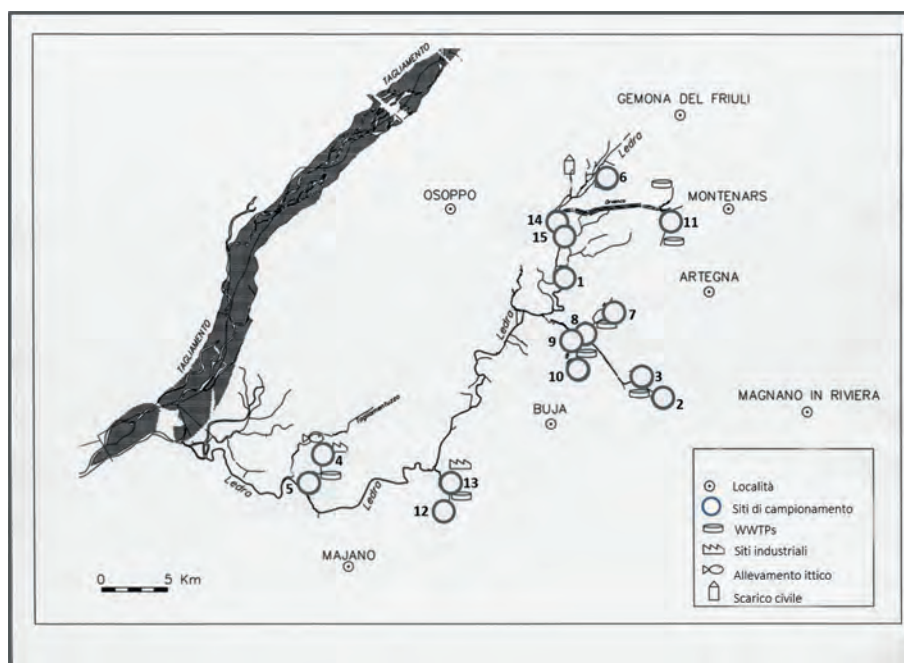 TAGLIAMENTO
GEMONA DEL FRIULI
Ledra
6
OSOPPO
MONTENARS
14
11
15
1
ARTEGNA
TAGLIAMENTO
Ledra
7
8
9
3
10
2
BUJA
MAGNANO IN RIVIERA
4
13
5
Ledra
Ledra
12
MAJANO
0 5 Km
LEGENDA
Località
Siti di campionamento
WWTPs
Siti industriali
Allevamento ittico
Scarico civile